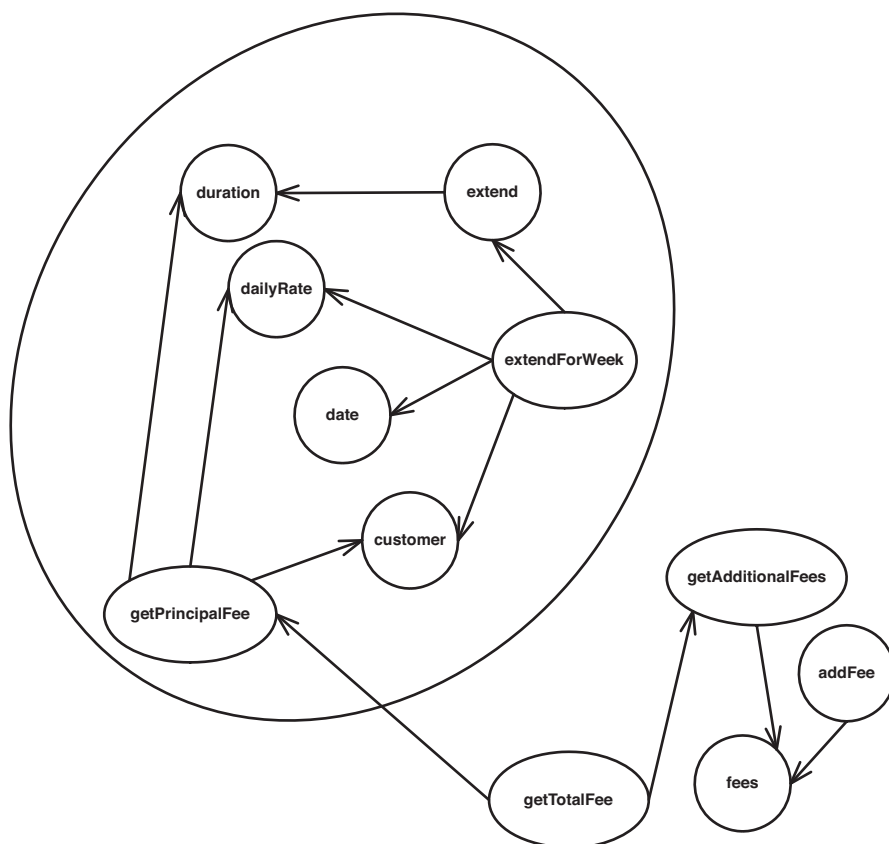 duration
extend
dailyRate
extendForWeek
date
customer
getAdditionalFees
getPrincipalFee
addFee
fees
getTotalFee